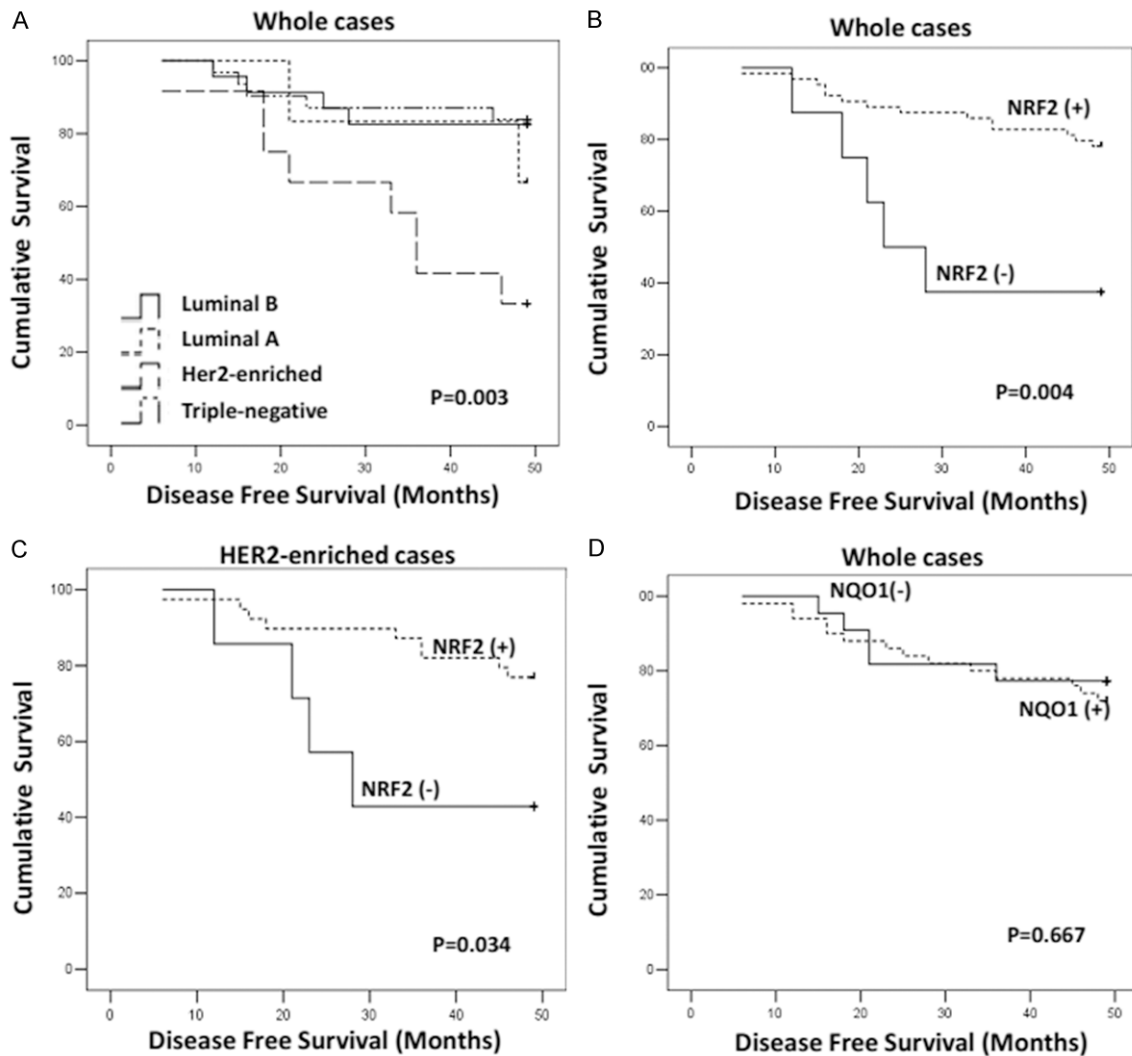 A
Whole cases
Cumulative Survival
100
80
60
40
20
0
Luminal B
Luminal A
Her2-enriched
Triple-negative
P=0.003
0 10 20 30 40 50
Disease Free Survival (Months)
B
Whole cases
Cumulative Survival
00
80
60
40
20
00
NRF2 (+)
NRF2 (-)
P=0.004
0 10 20 30 40 50
Disease Free Survival (Months)
C
HER2-enriched cases
Cumulative Survival
100
80
60
40
20
0
NRF2 (+)
NRF2 (-)
P=0.034
0 10 20 30 40 50
Disease Free Survival (Months)
D
Whole cases
Cumulative Survival
00
80
60
40
20
00
NQO1(-)
NQO1 (+)
P=0.667
0 10 20 30 40 50
Disease Free Survival (Months)